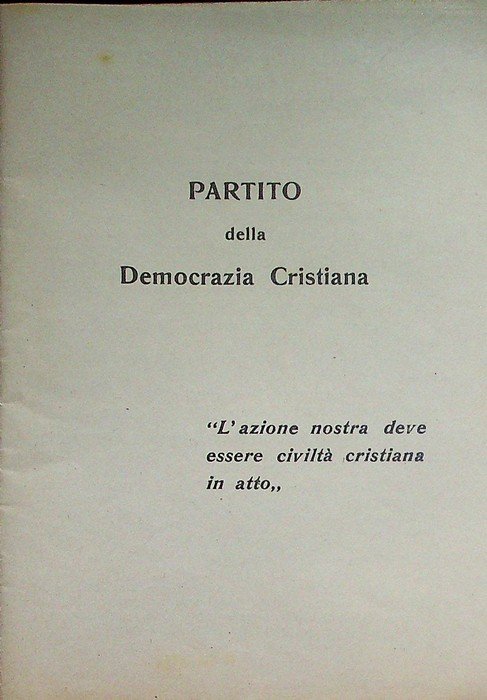 PARTITO
della
Democrazia Cristiana
“L' azione nostra deve
essere civiltà cristiana
in atto„